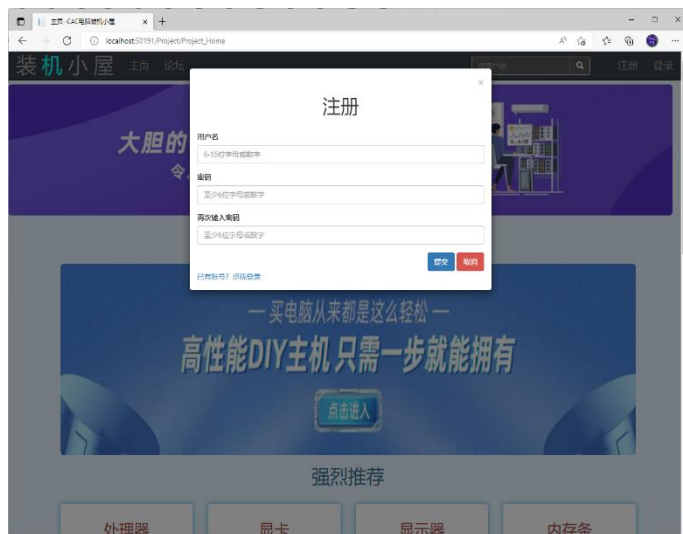 主页 -CAC电脑装机小屋
localhost:50191/Project/Project_Home
装机小屋 主页 论坛
注册 登录
注册
用户名
6-15位字母或数字
密码
至少6位字母或数字
再次输入密码
至少6位字母或数字
提交 取消
已有账号？点我登录
大胆的
令
— 买电脑从来都是这么轻松 —
高性能DIY主机 只需一步就能拥有
点击进入
强烈推荐
处理器 显卡 显示器 内存条